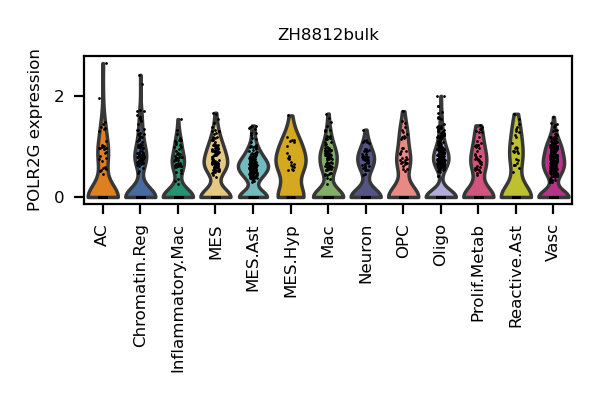 ZH8812bulk
POLR2G expression
2
0
AC
Chromatin.Reg
Inflammatory.Mac
MES
MES.Ast
MES.Hyp
Mac
Neuron
OPC
Oligo
Prolif.Metab
Reactive.Ast
Vasc